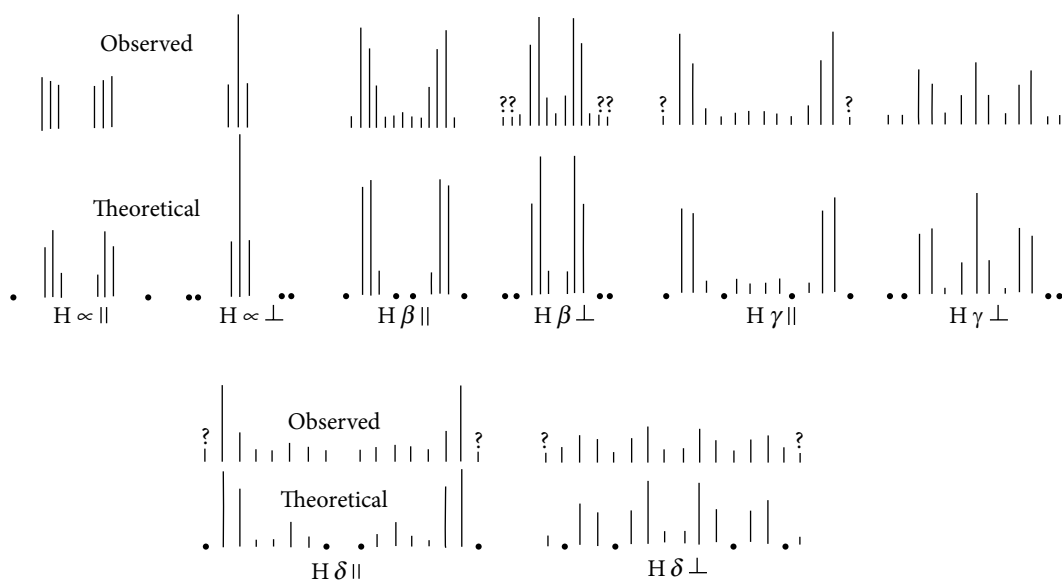 Observed
?? ?? ? ?
Theoretical
H ∝ || H ∝ ⊥ H β || H β ⊥ H γ || H γ ⊥
Observed
? ? ? ?
Theoretical
H δ || H δ ⊥